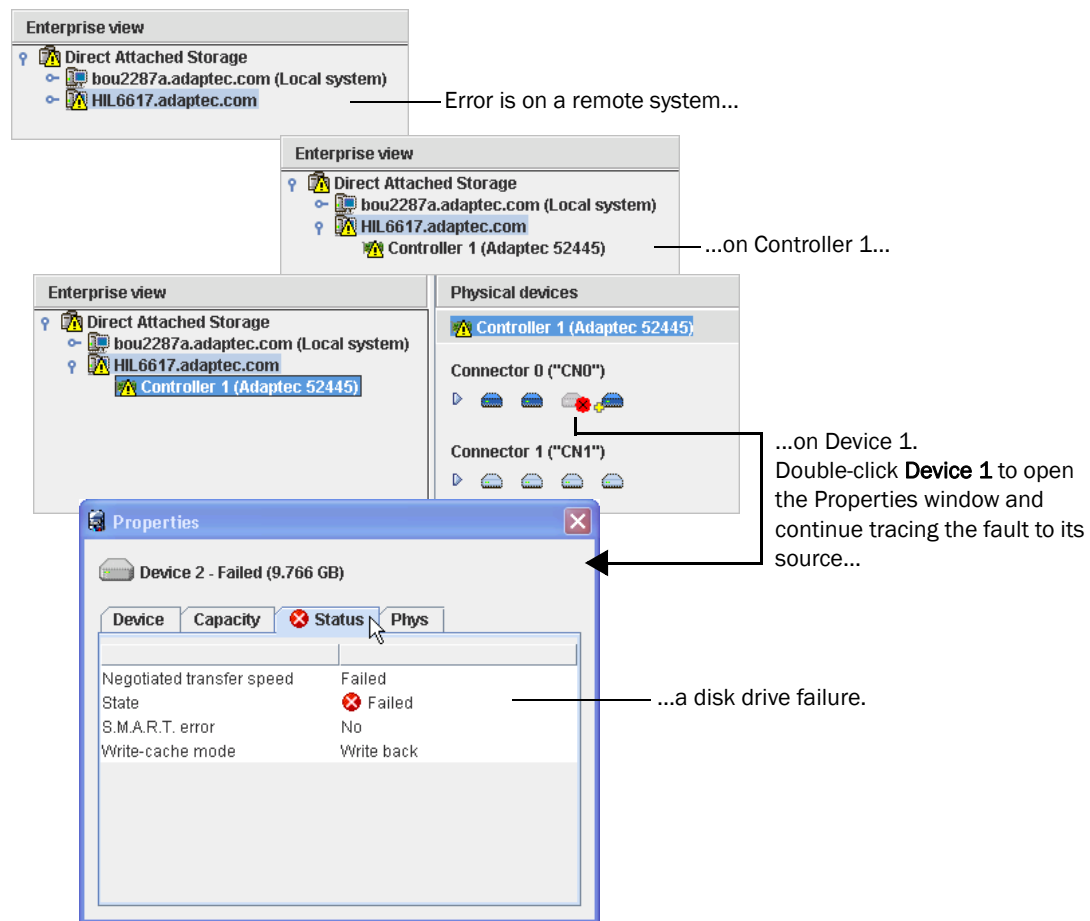 Enterprise view
Direct Attached Storage
bou2287a.adaptec.com (Local system)
HIL6617.adaptec.com
Error is on a remote system...
Enterprise view
Direct Attached Storage
bou2287a.adaptec.com (Local system)
HIL6617.adaptec.com
Controller 1 (Adaptec 52445)
...on Controller 1...
Enterprise view
Direct Attached Storage
bou2287a.adaptec.com (Local system)
HIL6617.adaptec.com
Controller 1 (Adaptec 52445)
Physical devices
Controller 1 (Adaptec 52445)
Connector 0 ("CN0")
Connector 1 ("CN1")
...on Device 1.
Double-click Device 1 to open
the Properties window and
continue tracing the fault to its
source...
Properties
Device 2 - Failed (9.766 GB)
Device Capacity Status Phys
Negotiated transfer speed Failed
State Failed
S.M.A.R.T. error No
Write-cache mode Write back
...a disk drive failure.